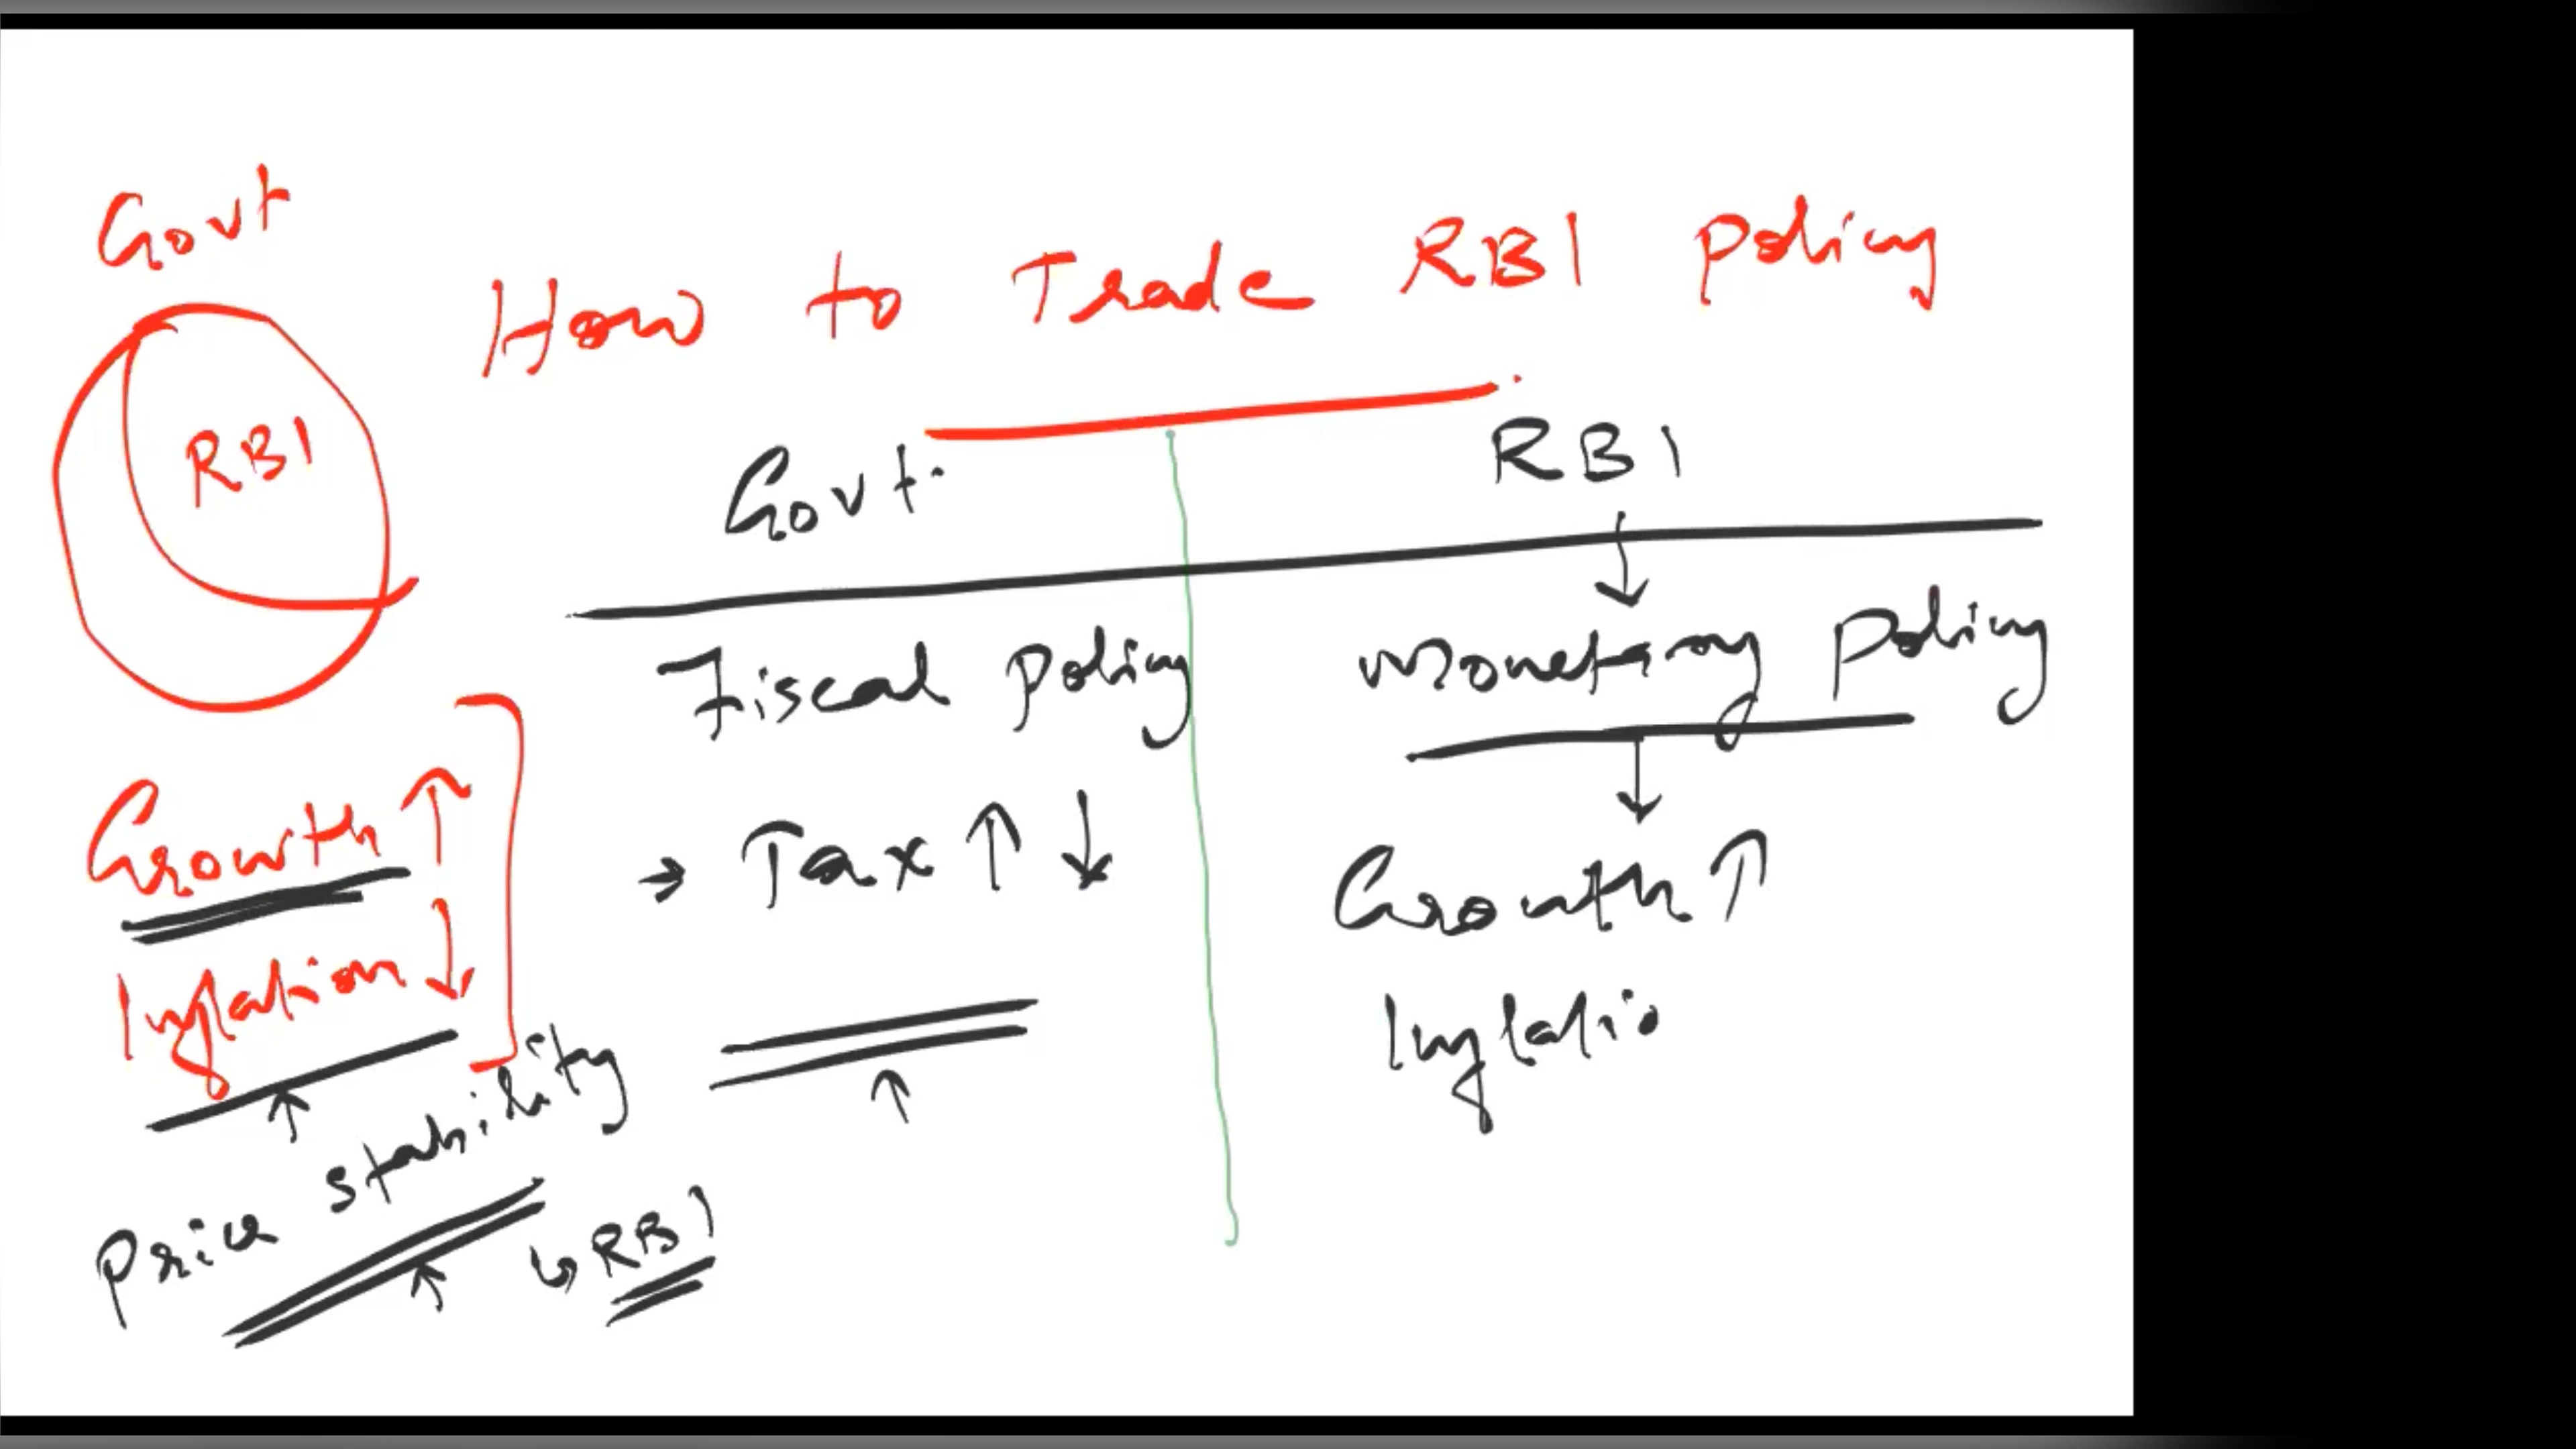 Govt
How to Trade RBI Policy
RBI
Govt. RBI
Fiscal Policy Monetary Policy
Growth ↑
→ Tax ↑ ↓
Growth ↑
Inflation ↓
Inflatio
Price stability
↳ RBI